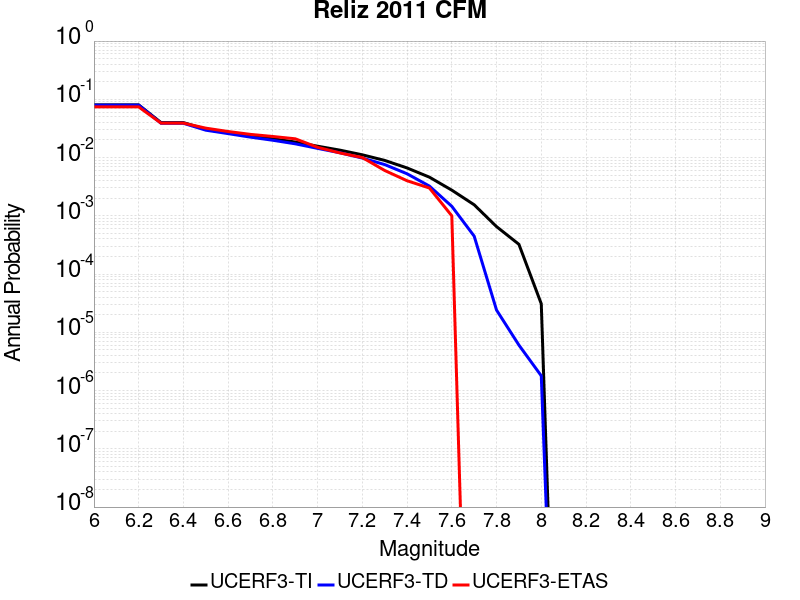 Reliz 2011 CFM
Annual Probability
10^0
10^-1
10^-2
10^-3
10^-4
10^-5
10^-6
10^-7
10^-8
6 6.2 6.4 6.6 6.8 7 7.2 7.4 7.6 7.8 8 8.2 8.4 8.6 8.8 9
Magnitude
UCERF3-TI UCERF3-TD UCERF3-ETAS